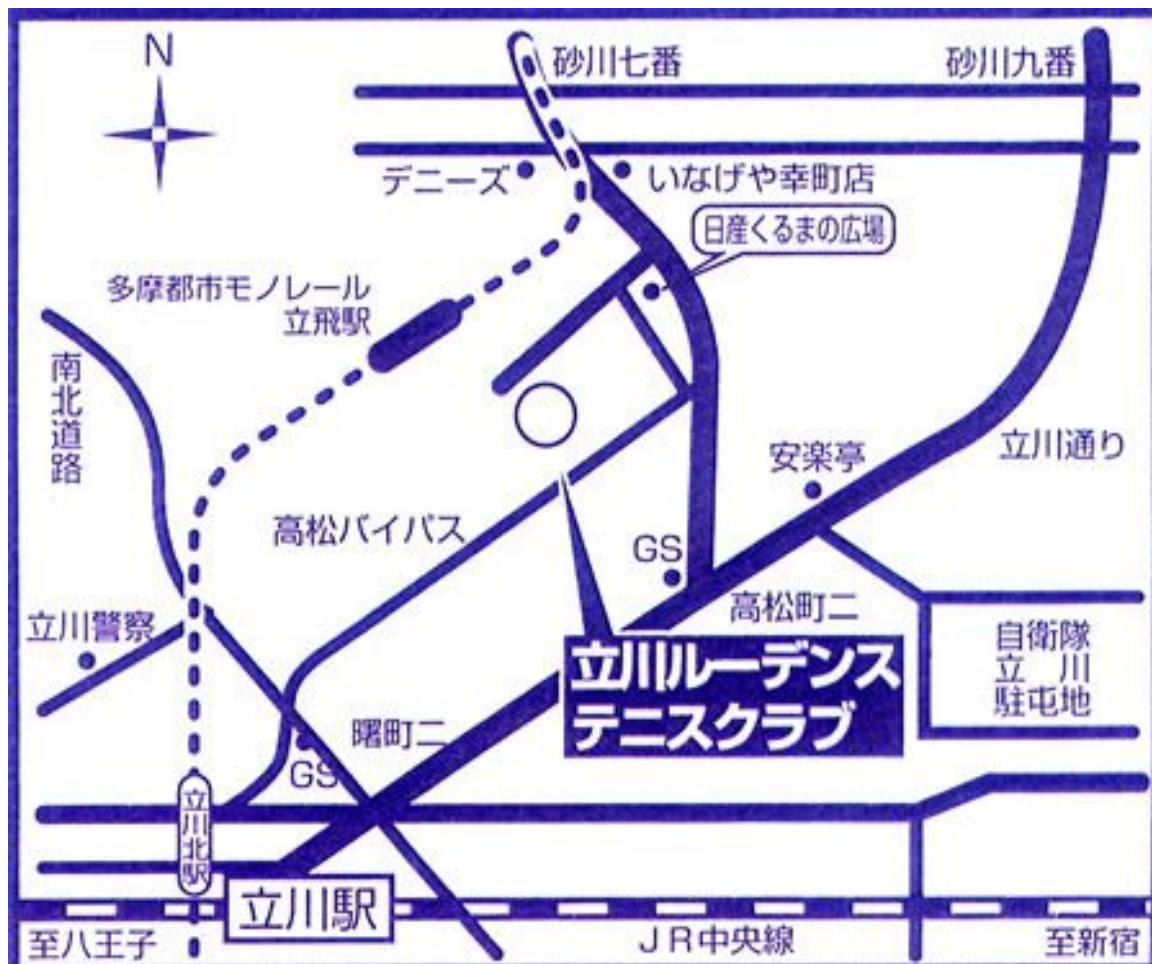 N
砂川七番
砂川九番
デニーズ
いなげや幸町店
日産くるまの広場
多摩都市モノレール
立飛駅
南北道路
安楽亭
立川通り
高松バイパス
GS
高松町二
立川警察
自衛隊
立川
駐屯地
立川ルーデンス
テニスクラブ
曙町二
GS
立川北駅
立川駅
至八王子
JR中央線
至新宿